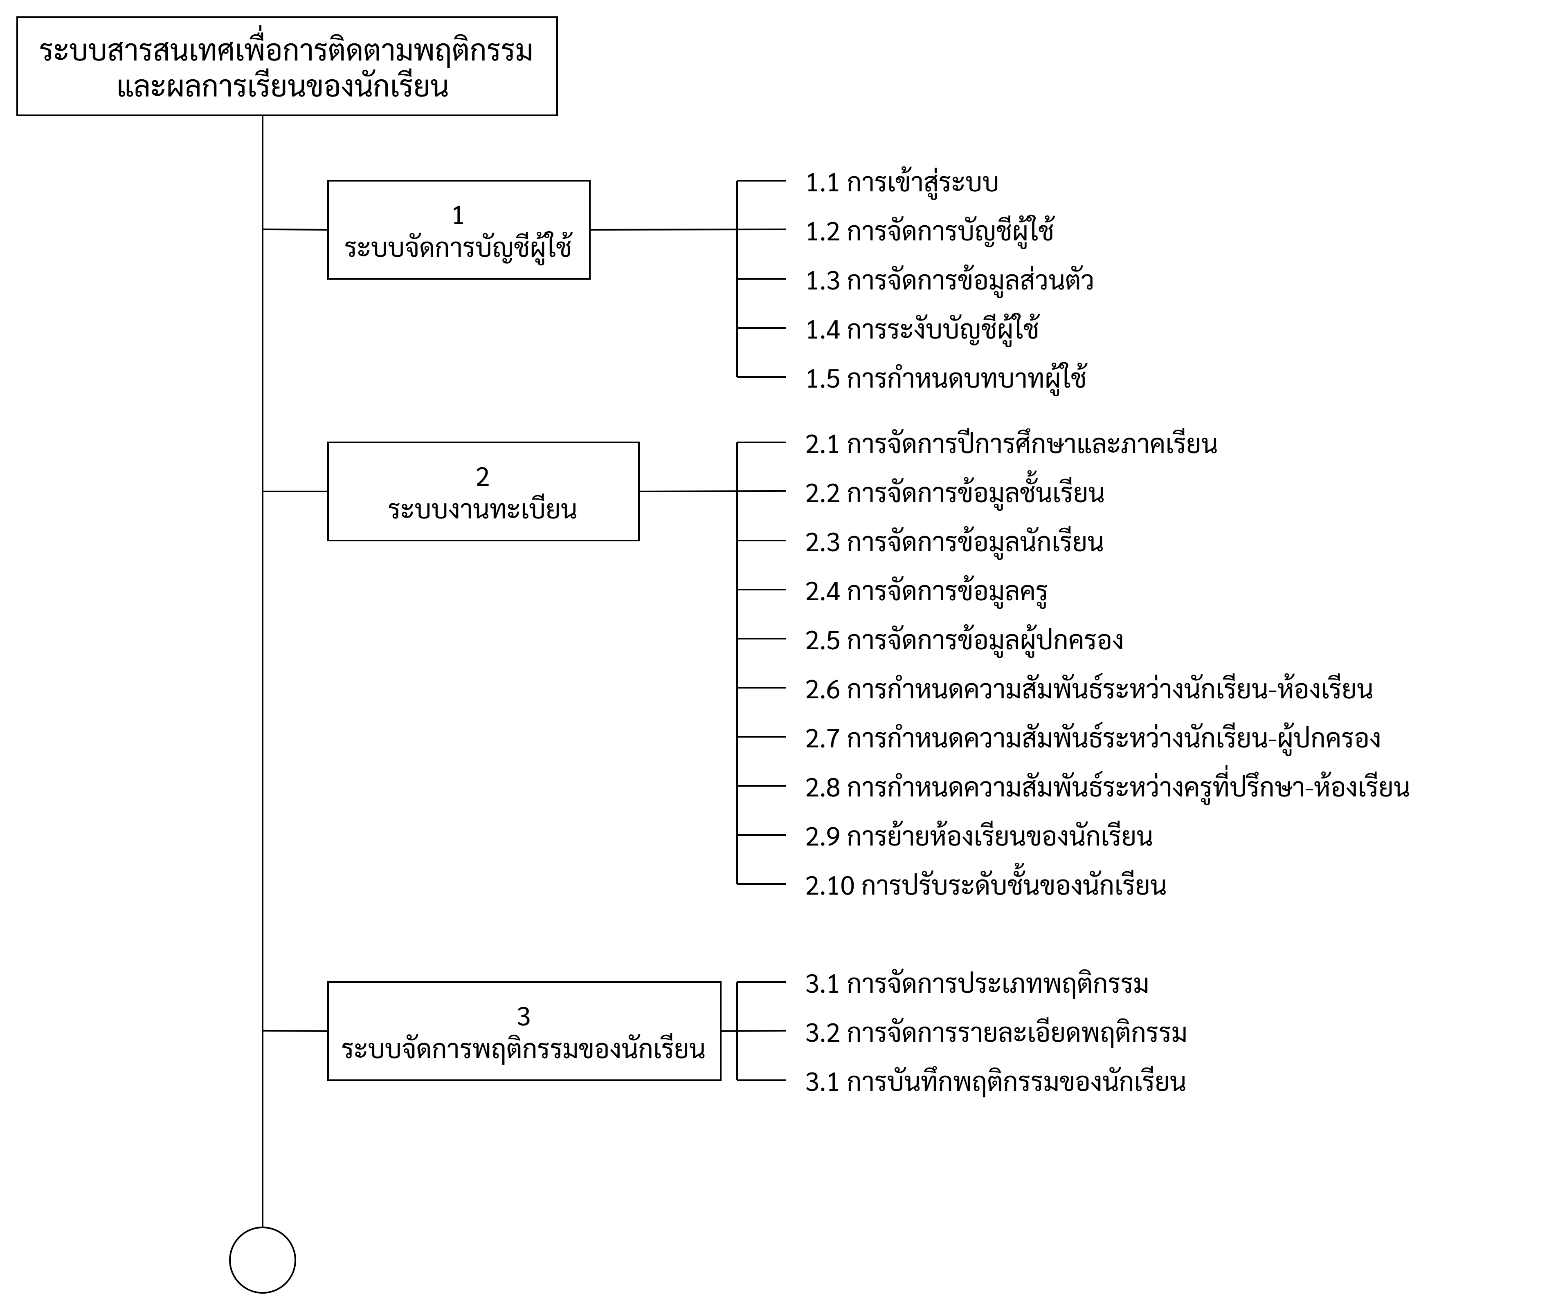 ระบบสารสนเทศเพื่อการติดตามพฤติกรรม
และผลการเรียนของนักเรียน
1
ระบบจัดการบัญชีผู้ใช้
1.1 การเข้าสู่ระบบ
1.2 การจัดการบัญชีผู้ใช้
1.3 การจัดการข้อมูลส่วนตัว
1.4 การระงับบัญชีผู้ใช้
1.5 การกำหนดบทบาทผู้ใช้
2
ระบบงานทะเบียน
2.1 การจัดการปีการศึกษาและภาคเรียน
2.2 การจัดการข้อมูลชั้นเรียน
2.3 การจัดการข้อมูลนักเรียน
2.4 การจัดการข้อมูลครู
2.5 การจัดการข้อมูลผู้ปกครอง
2.6 การกำหนดความสัมพันธ์ระหว่างนักเรียน-ห้องเรียน
2.7 การกำหนดความสัมพันธ์ระหว่างนักเรียน-ผู้ปกครอง
2.8 การกำหนดความสัมพันธ์ระหว่างครูที่ปรึกษา-ห้องเรียน
2.9 การย้ายห้องเรียนของนักเรียน
2.10 การปรับระดับชั้นของนักเรียน
3
ระบบจัดการพฤติกรรมของนักเรียน
3.1 การจัดการประเภทพฤติกรรม
3.2 การจัดการรายละเอียดพฤติกรรม
3.1 การบันทึกพฤติกรรมของนักเรียน